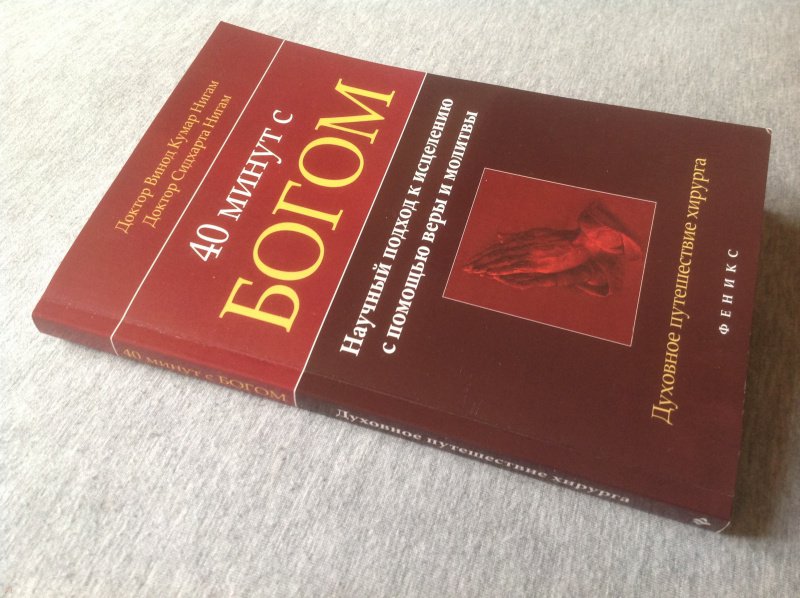 Доктор Винод Кумар Нигам
Доктор Сидхарта Нигам
40 минут с
БОГОМ
Научный подход к исцелению
с помощью веры и молитвы
Духовное путешествие хирурга
ФЕНИКС
40 минут с БОГОМ
Духовное путешествие хирурга